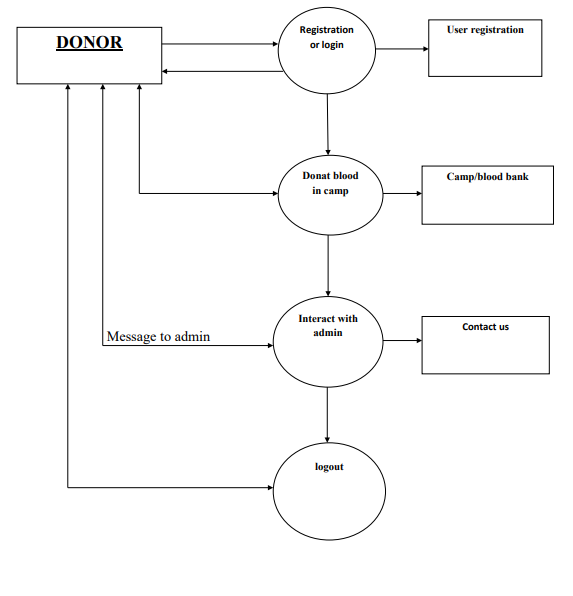 DONOR
Registration
or login
User registration
Donat blood
in camp
Camp/blood bank
Interact with
admin
Contact us
Message to admin
logout